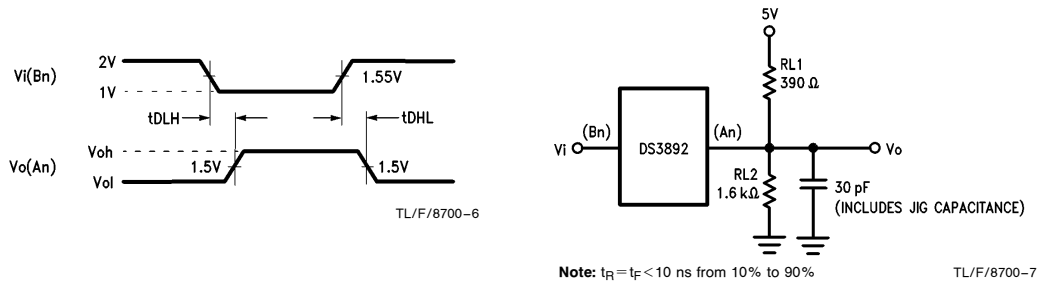 Vi(Bn)
2V
1V
1.55V
tDLH
tDHL
Vo(An)
Voh
Vol
1.5V
1.5V
TL/F/8700–6
5V
RL1
390 Ω
Vi
(Bn)
DS3892
(An)
Vo
RL2
1.6 kΩ
30 pF
(INCLUDES JIG CAPACITANCE)
Note: tR=tF<10 ns from 10% to 90%
TL/F/8700–7